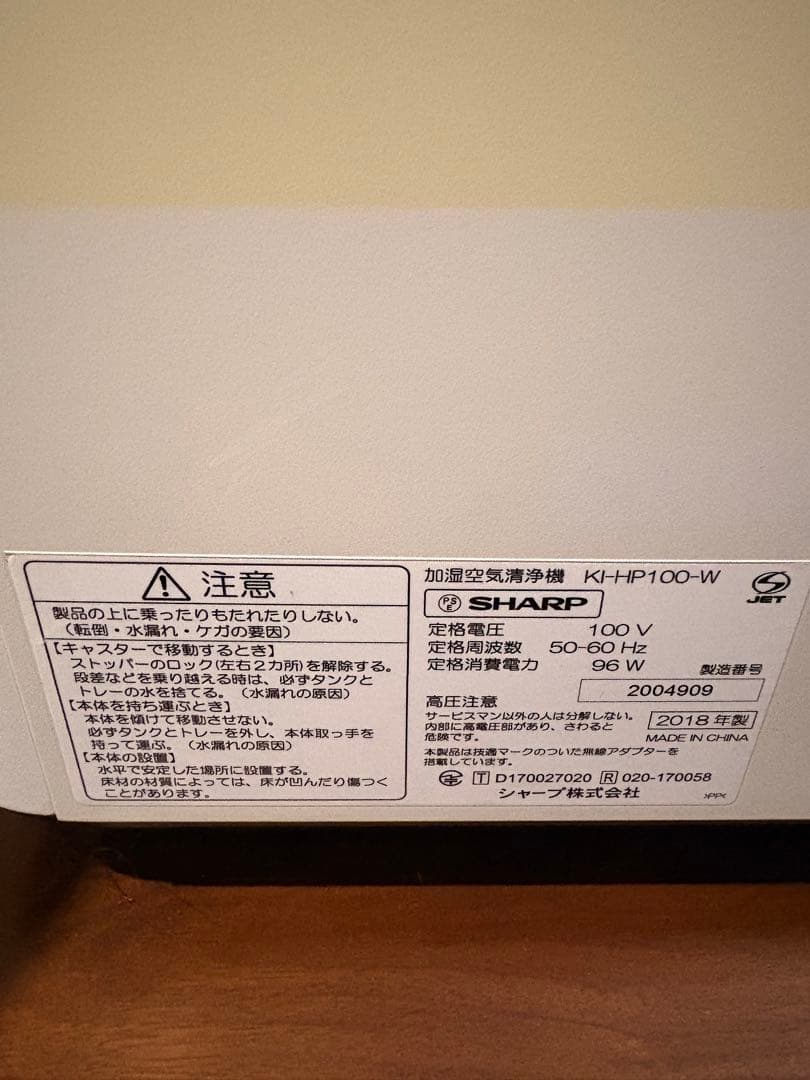 注意
製品の上に乗ったりもたれたりしない。
（転倒・水漏れ・ケガの要因）
【キャスターで移動するとき】
ストッパーのロック(左右2カ所)を解除する。
段差などを乗り越える時は、必ずタンクと
トレーの水を捨てる。（水漏れの原因）
【本体を持ち運ぶとき】
本体を傾けて移動させない。
必ずタンクとトレーを外し、本体取っ手を
持って運ぶ。（水漏れの原因）
【本体の設置】
水平で安定した場所に設置する。
床材の材質によっては、床が凹んだり傷つく
ことがあります。
加湿空気清浄機 KI-HP100-W
PSE SHARP
JET
定格電圧 100 V
定格周波数 50-60 Hz
定格消費電力 96 W
製造番号
2004909
高圧注意
サービスマン以外の人は分解しない。
内部に高電圧部があり、さわると
危険です。
2018 年製
MADE IN CHINA
本製品は技適マークのついた無線アダプターを
搭載しています。
T D170027020 R 020-170058
シャープ株式会社
>PP<